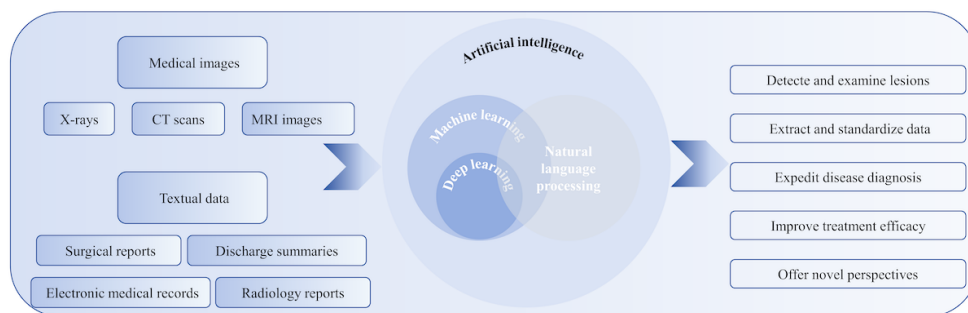 Medical images
X-rays
CT scans
MRI images
Textual data
Surgical reports
Discharge summaries
Electronic medical records
Radiology reports
Artificial intelligence
Machine learning
Deep learning
Natural
language
processing
Detecte and examine lesions
Extract and standardize data
Expedit disease diagnosis
Improve treatment efficacy
Offer novel perspectives